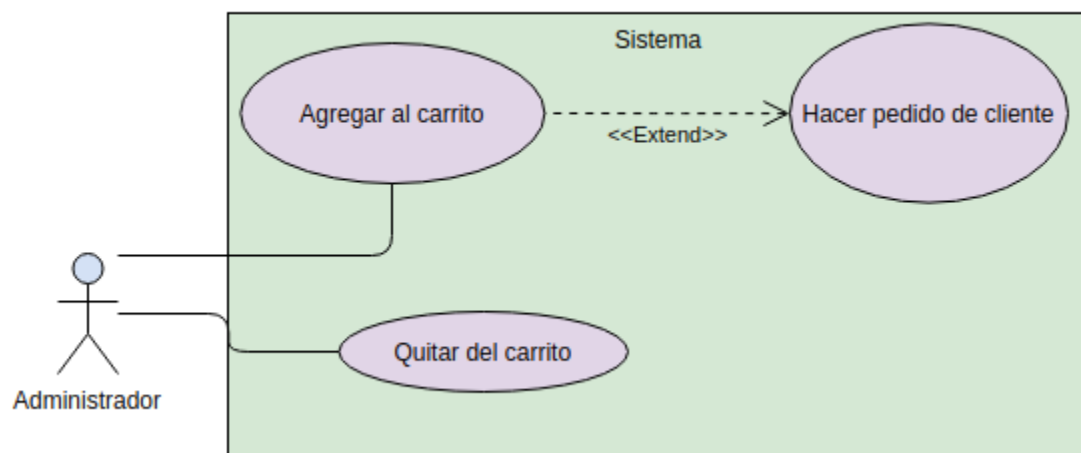 Sistema
Agregar al carrito
Hacer pedido de cliente
<<Extend>>
Quitar del carrito
Administrador